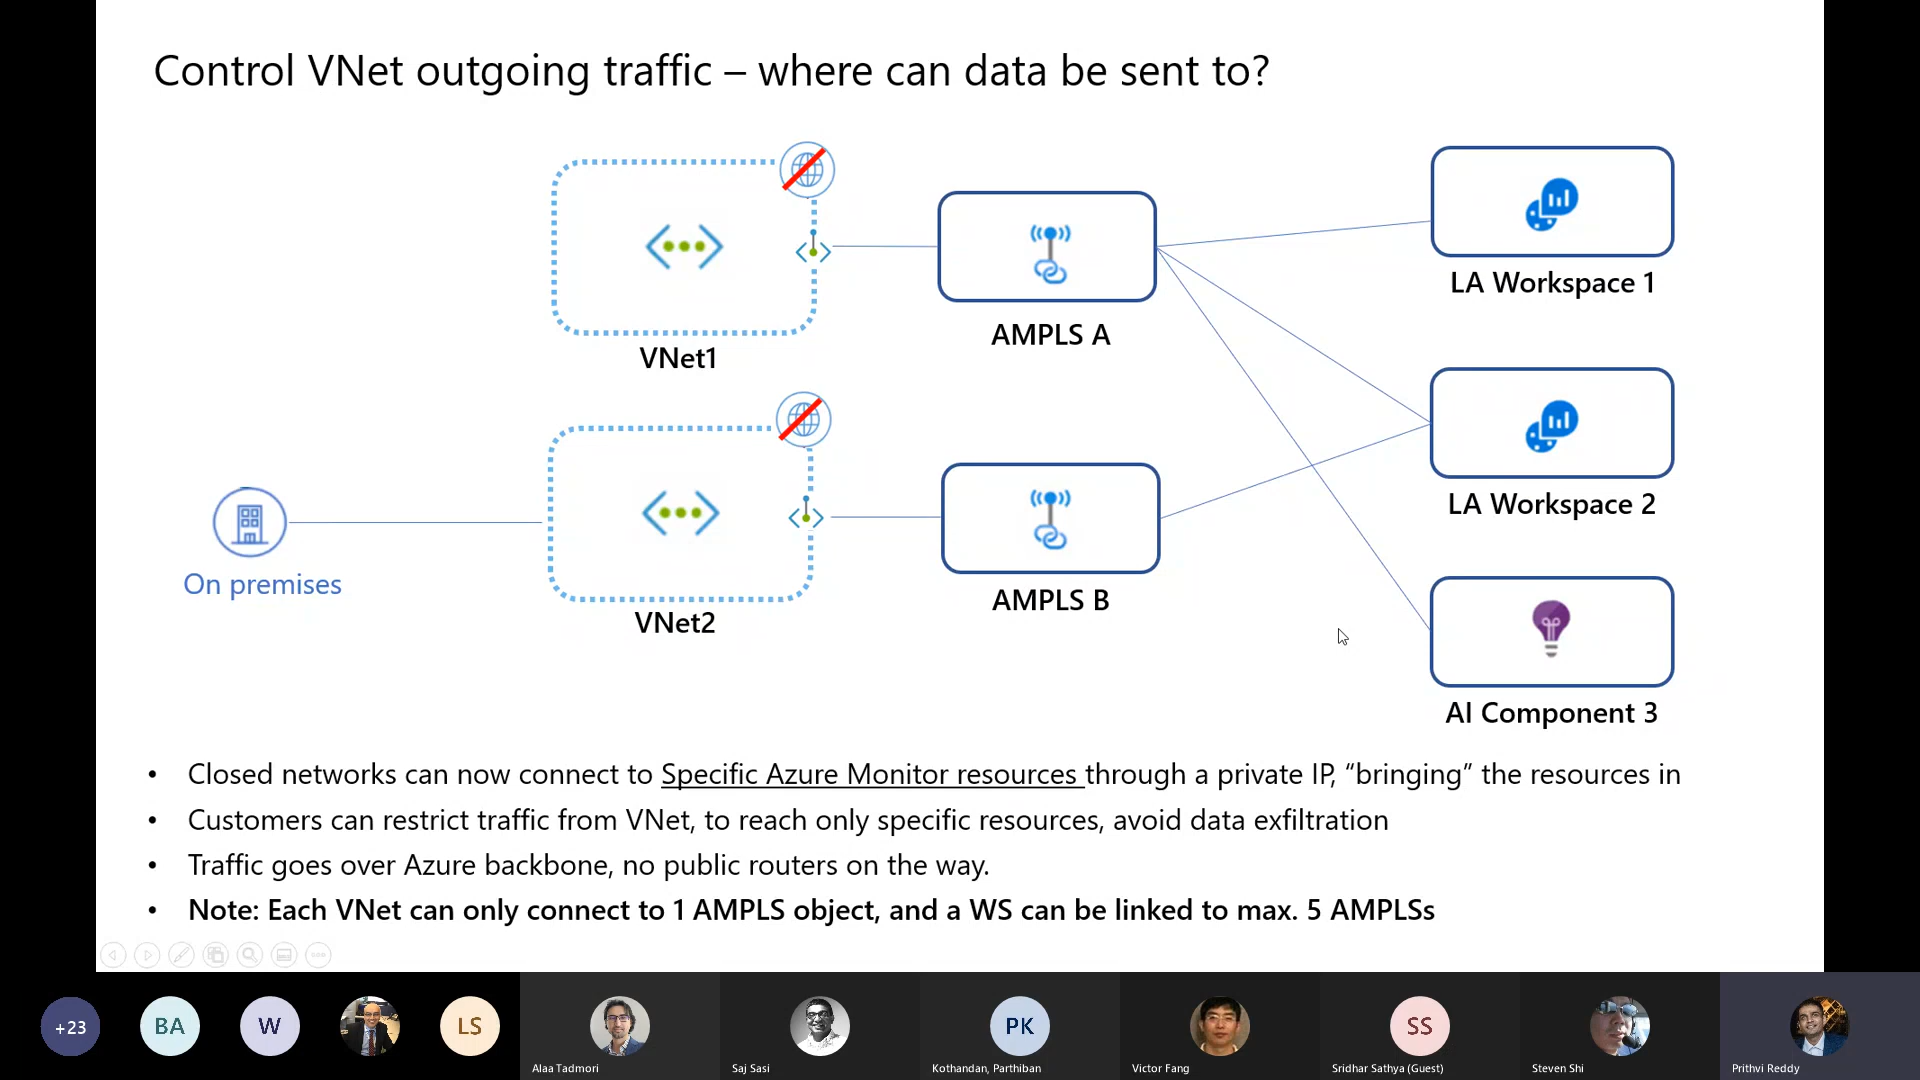 Control VNet outgoing traffic – where can data be sent to?
LA Workspace 1
AMPLS A
VNet1
LA Workspace 2
On premises
AMPLS B
VNet2
AI Component 3
• Closed networks can now connect to Specific Azure Monitor resources through a private IP, “bringing” the resources in
• Customers can restrict traffic from VNet, to reach only specific resources, avoid data exfiltration
• Traffic goes over Azure backbone, no public routers on the way.
• Note: Each VNet can only connect to 1 AMPLS object, and a WS can be linked to max. 5 AMPLSs
+23 BA W LS PK SS
Alaa Tadmori Saj Sasi Kothandan, Parthiban Victor Fang Sridhar Sathya (Guest) Steven Shi Prithvi Reddy